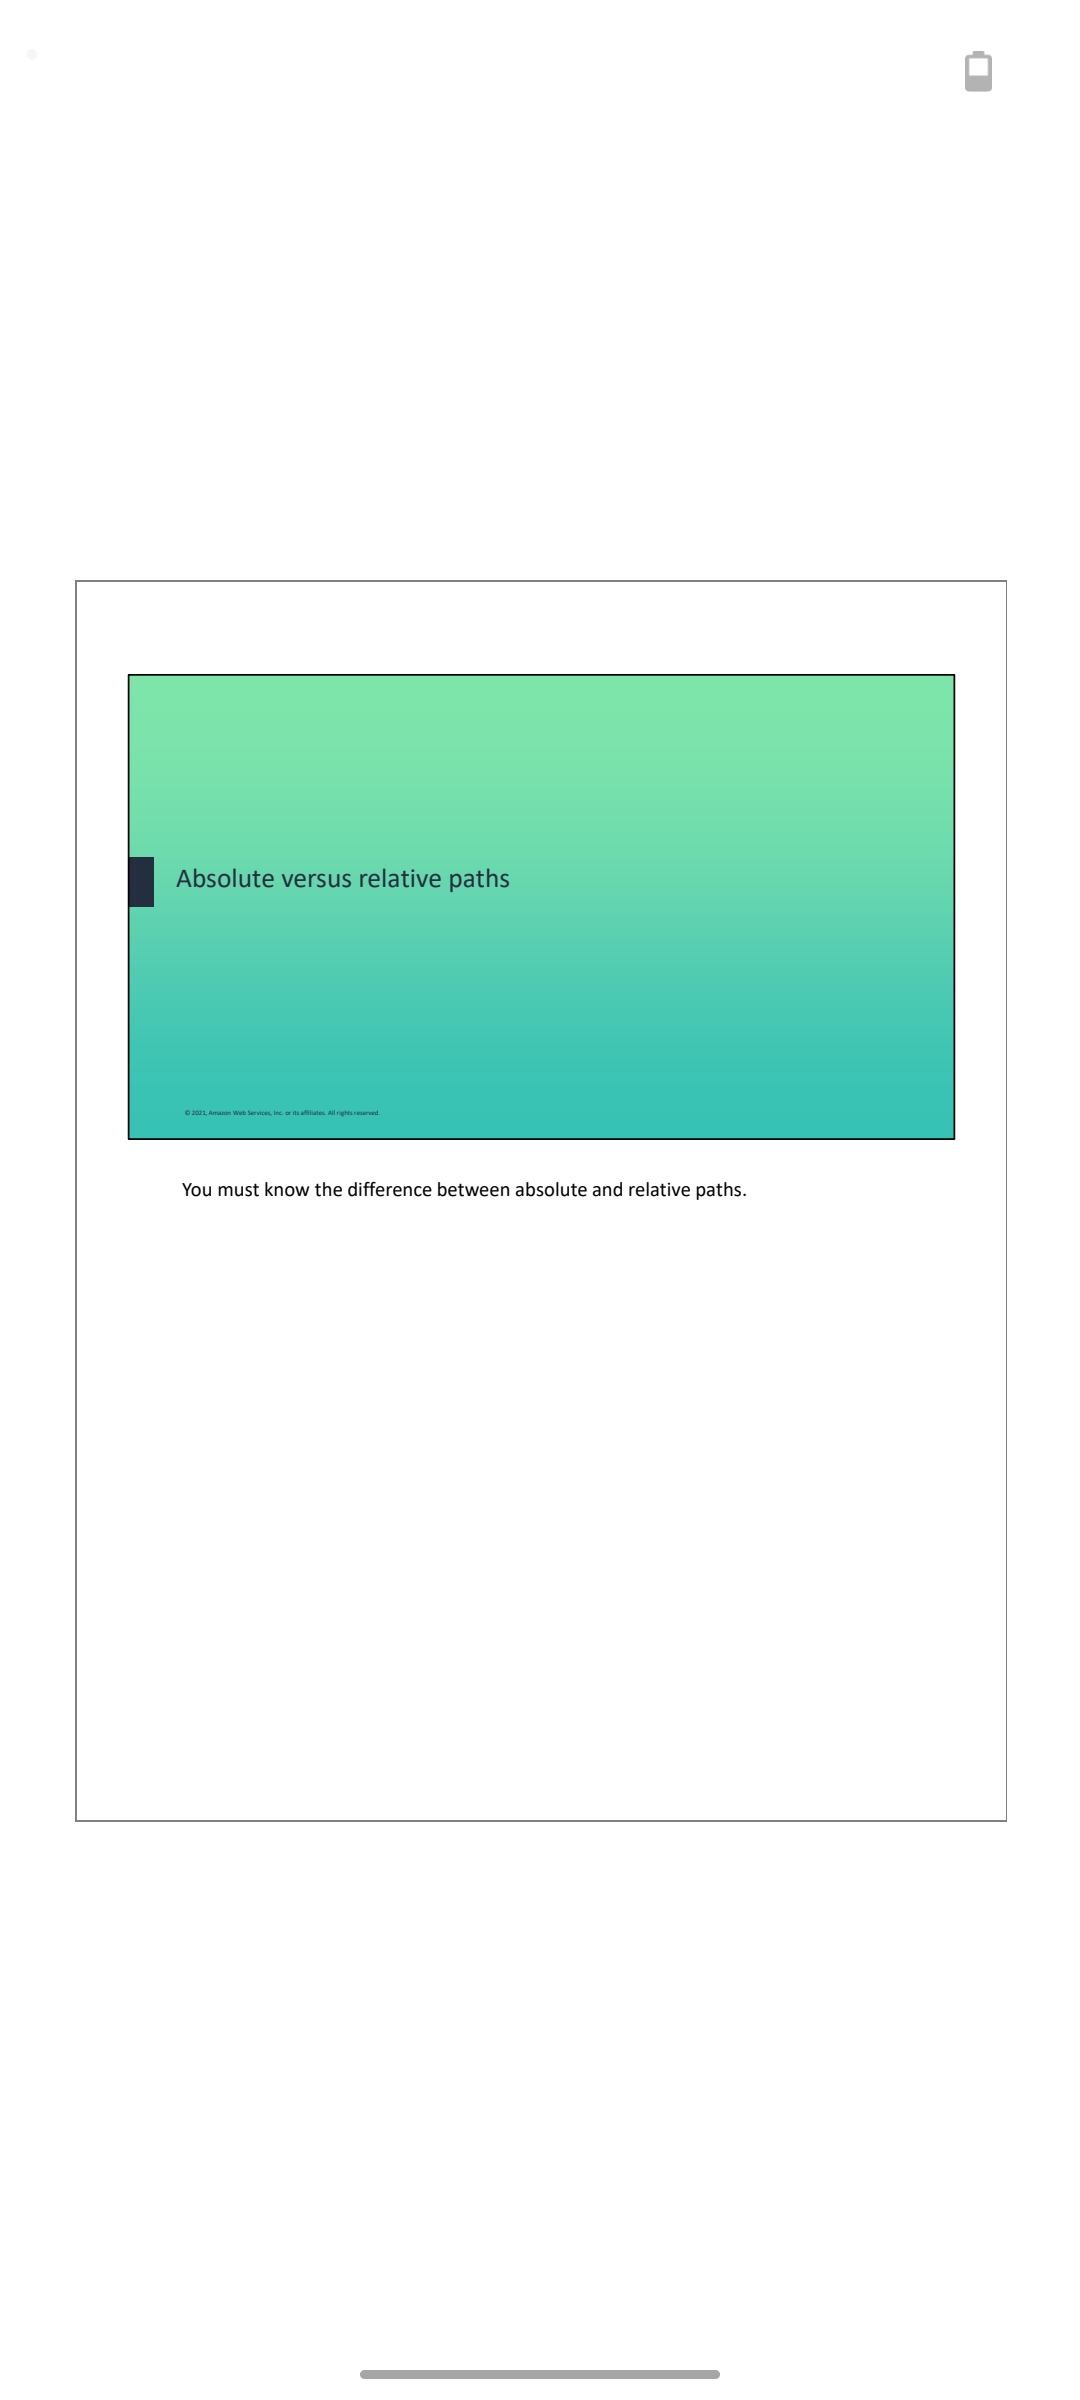 Absolute versus relative paths
© 2021, Amazon Web Services, Inc. or its affiliates. All rights reserved.
You must know the difference between absolute and relative paths.